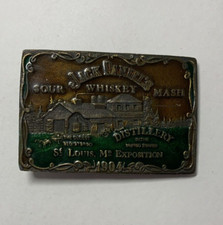 Jack Daniel's
SOUR WHISKEY MASH
DISTILLERY
St. Louis, Mo Exposition
1904